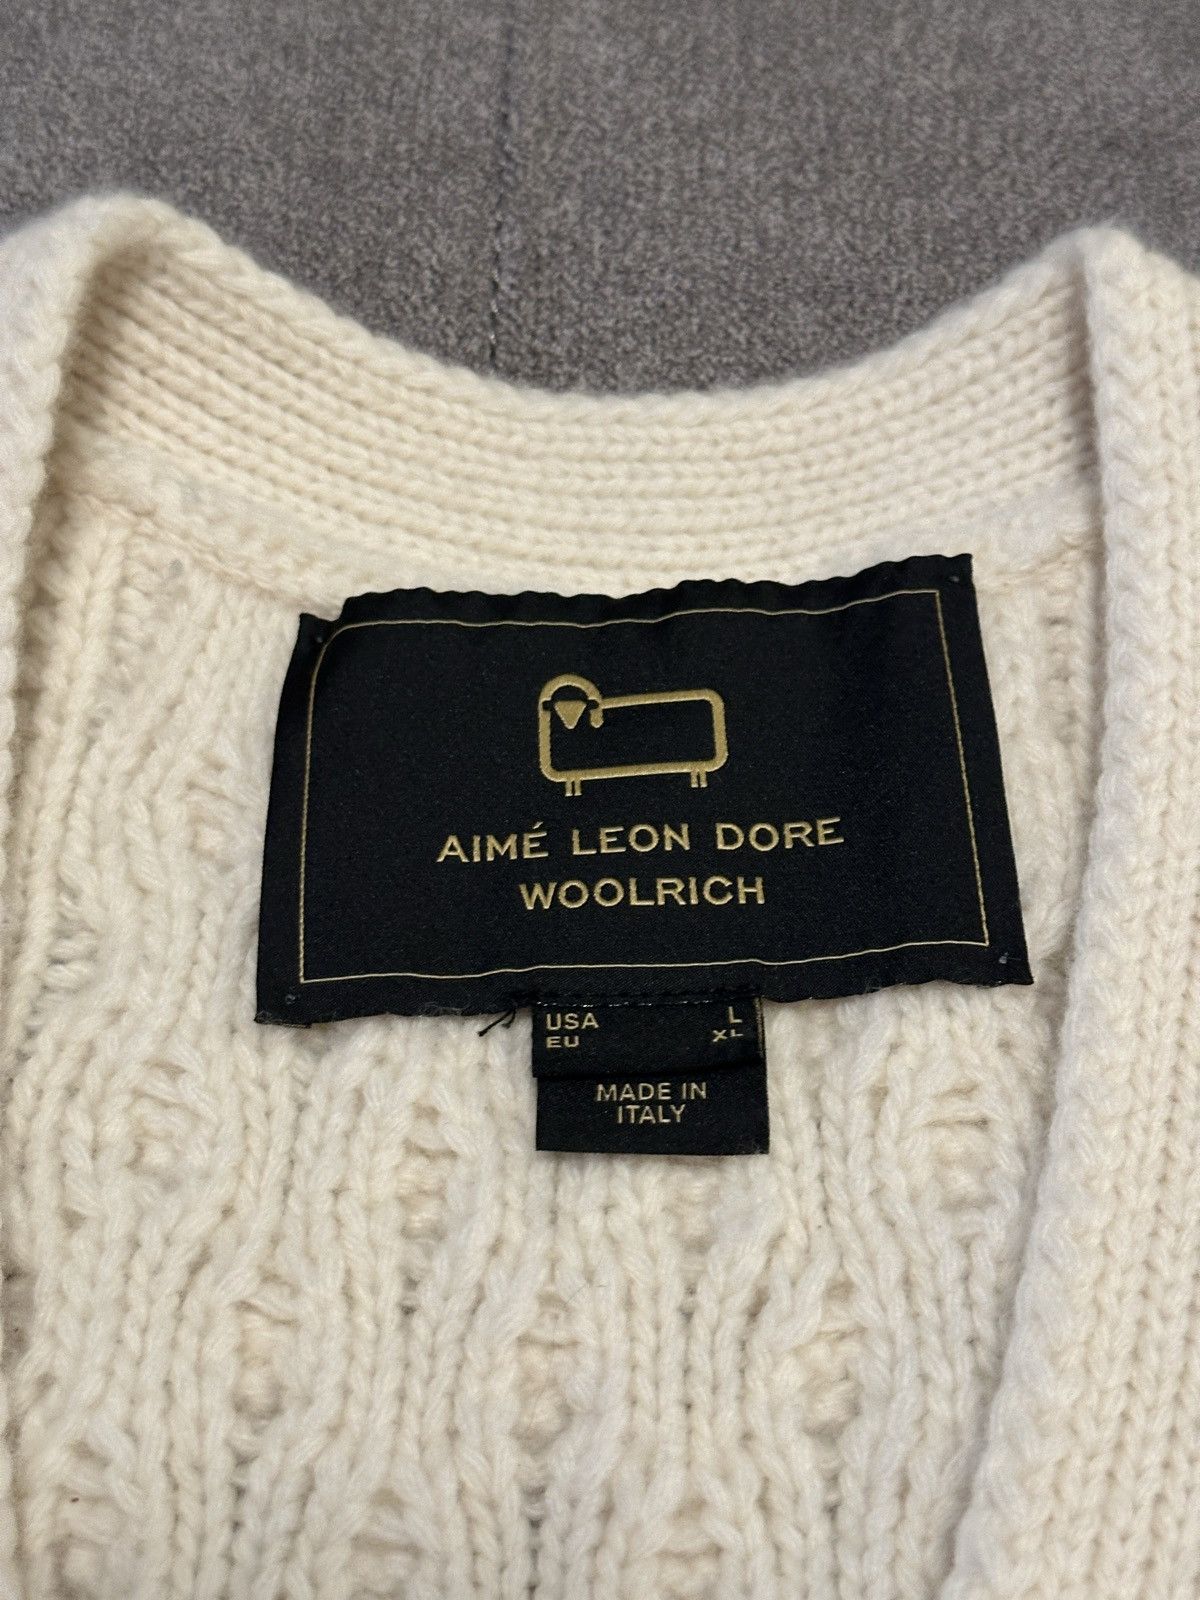 AIMÉ LEON DORE
WOOLRICH
USA L
EU XL
MADE IN
ITALY